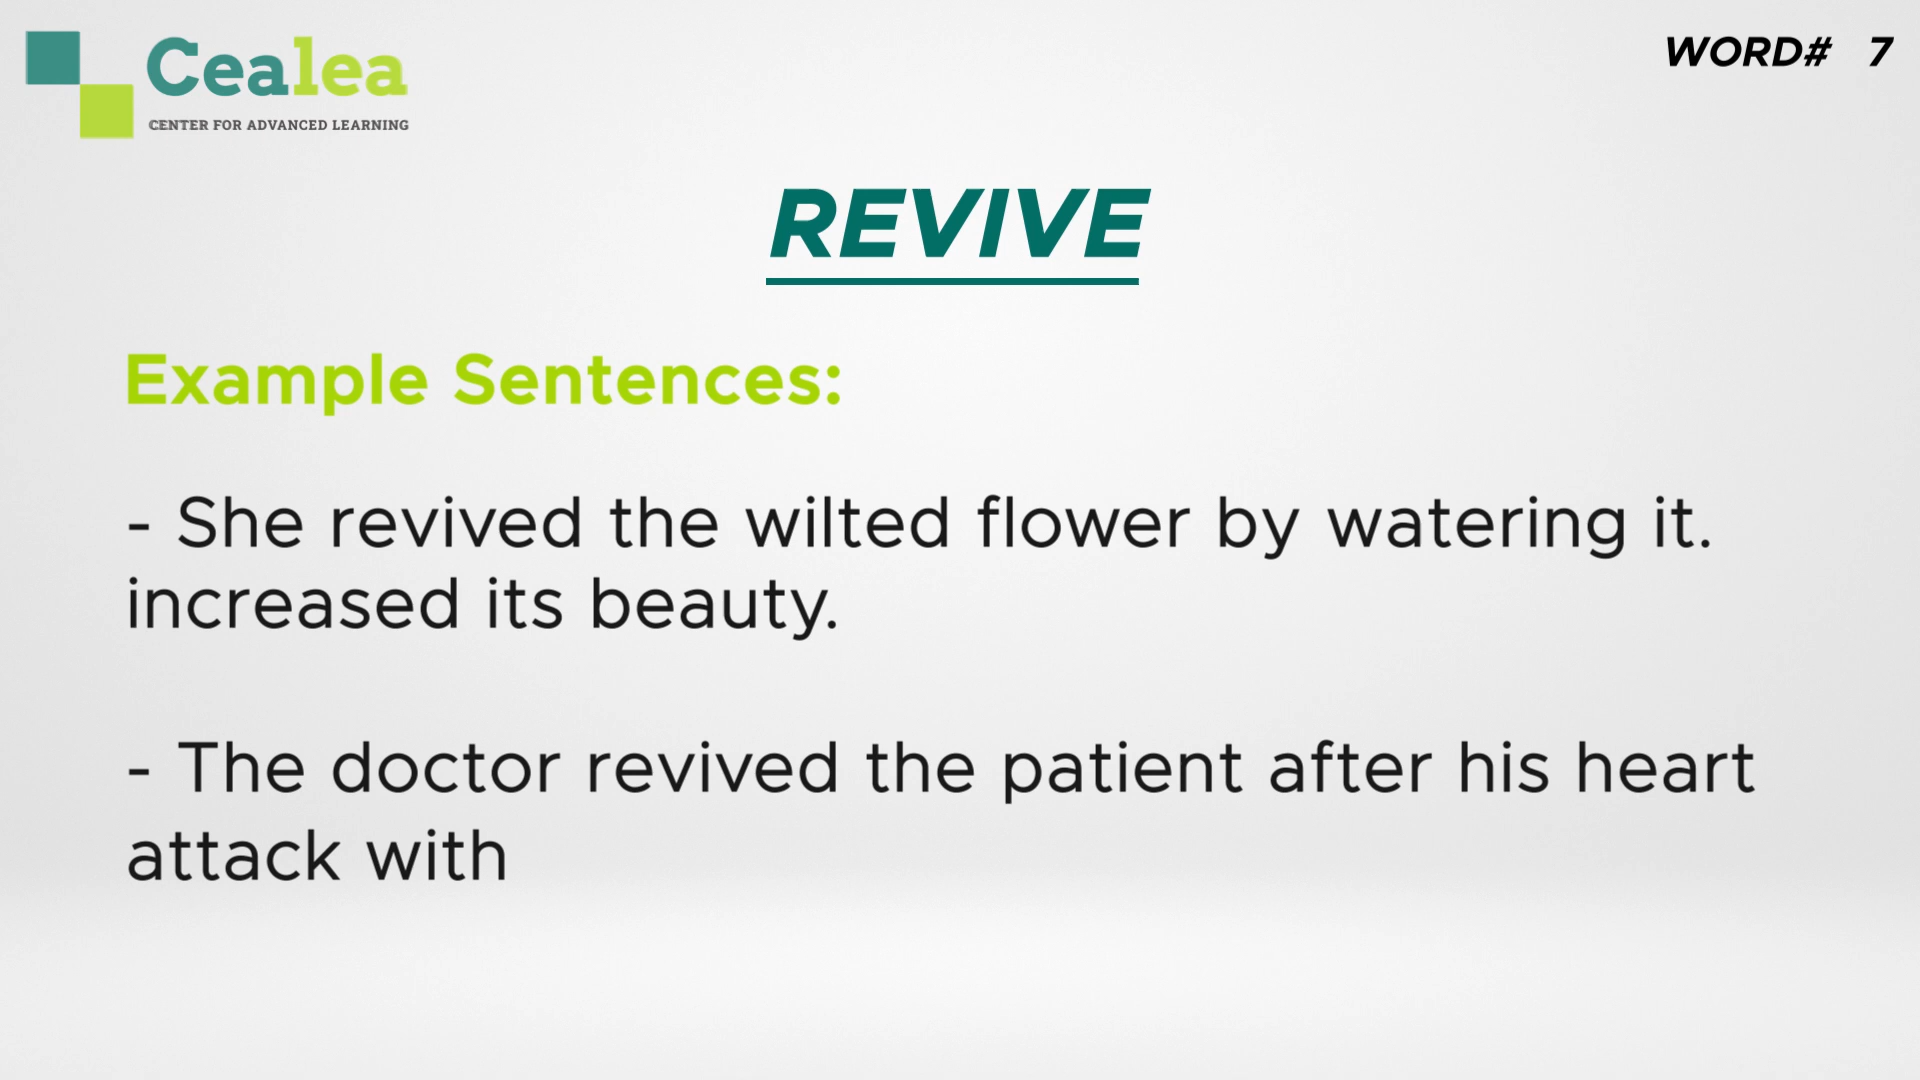 Cealea
CENTER FOR ADVANCED LEARNING
WORD# 7
REVIVE
Example Sentences:
- She revived the wilted flower by watering it.
increased its beauty.
- The doctor revived the patient after his heart
attack with